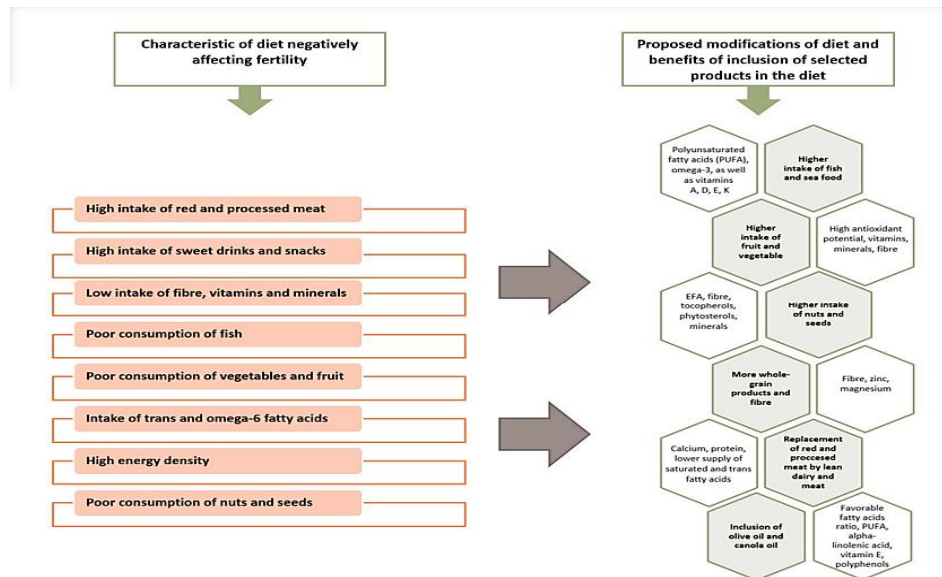 Characteristic of diet negatively
affecting fertility
Proposed modifications of diet and
benefits of inclusion of selected
products in the diet
High intake of red and processed meat
High intake of sweet drinks and snacks
Low intake of fibre, vitamins and minerals
Poor consumption of fish
Poor consumption of vegetables and fruit
Intake of trans and omega-6 fatty acids
High energy density
Poor consumption of nuts and seeds
Polyunsaturated
fatty acids (PUFA),
omega-3, as well
as vitamins
A, D, E, K
Higher
intake of fish
and sea food
Higher
intake of
fruit and
vegetable
High antioxidant
potential, vitamins,
minerals, fibre
EFA, fibre,
tocopherols,
phytosterols,
minerals
Higher intake
of nuts and
seeds
More whole-
grain
products and
fibre
Fibre, zinc,
magnesium
Calcium, protein,
lower supply of
saturated and trans
fatty acids
Replacement
of red and
proccesed
meat by lean
dairy and
meat
Inclusion of
olive oil and
canola oil
Favorable
fatty acids
ratio, PUFA,
alpha-
linolenic acid,
vitamin E,
polyphenols